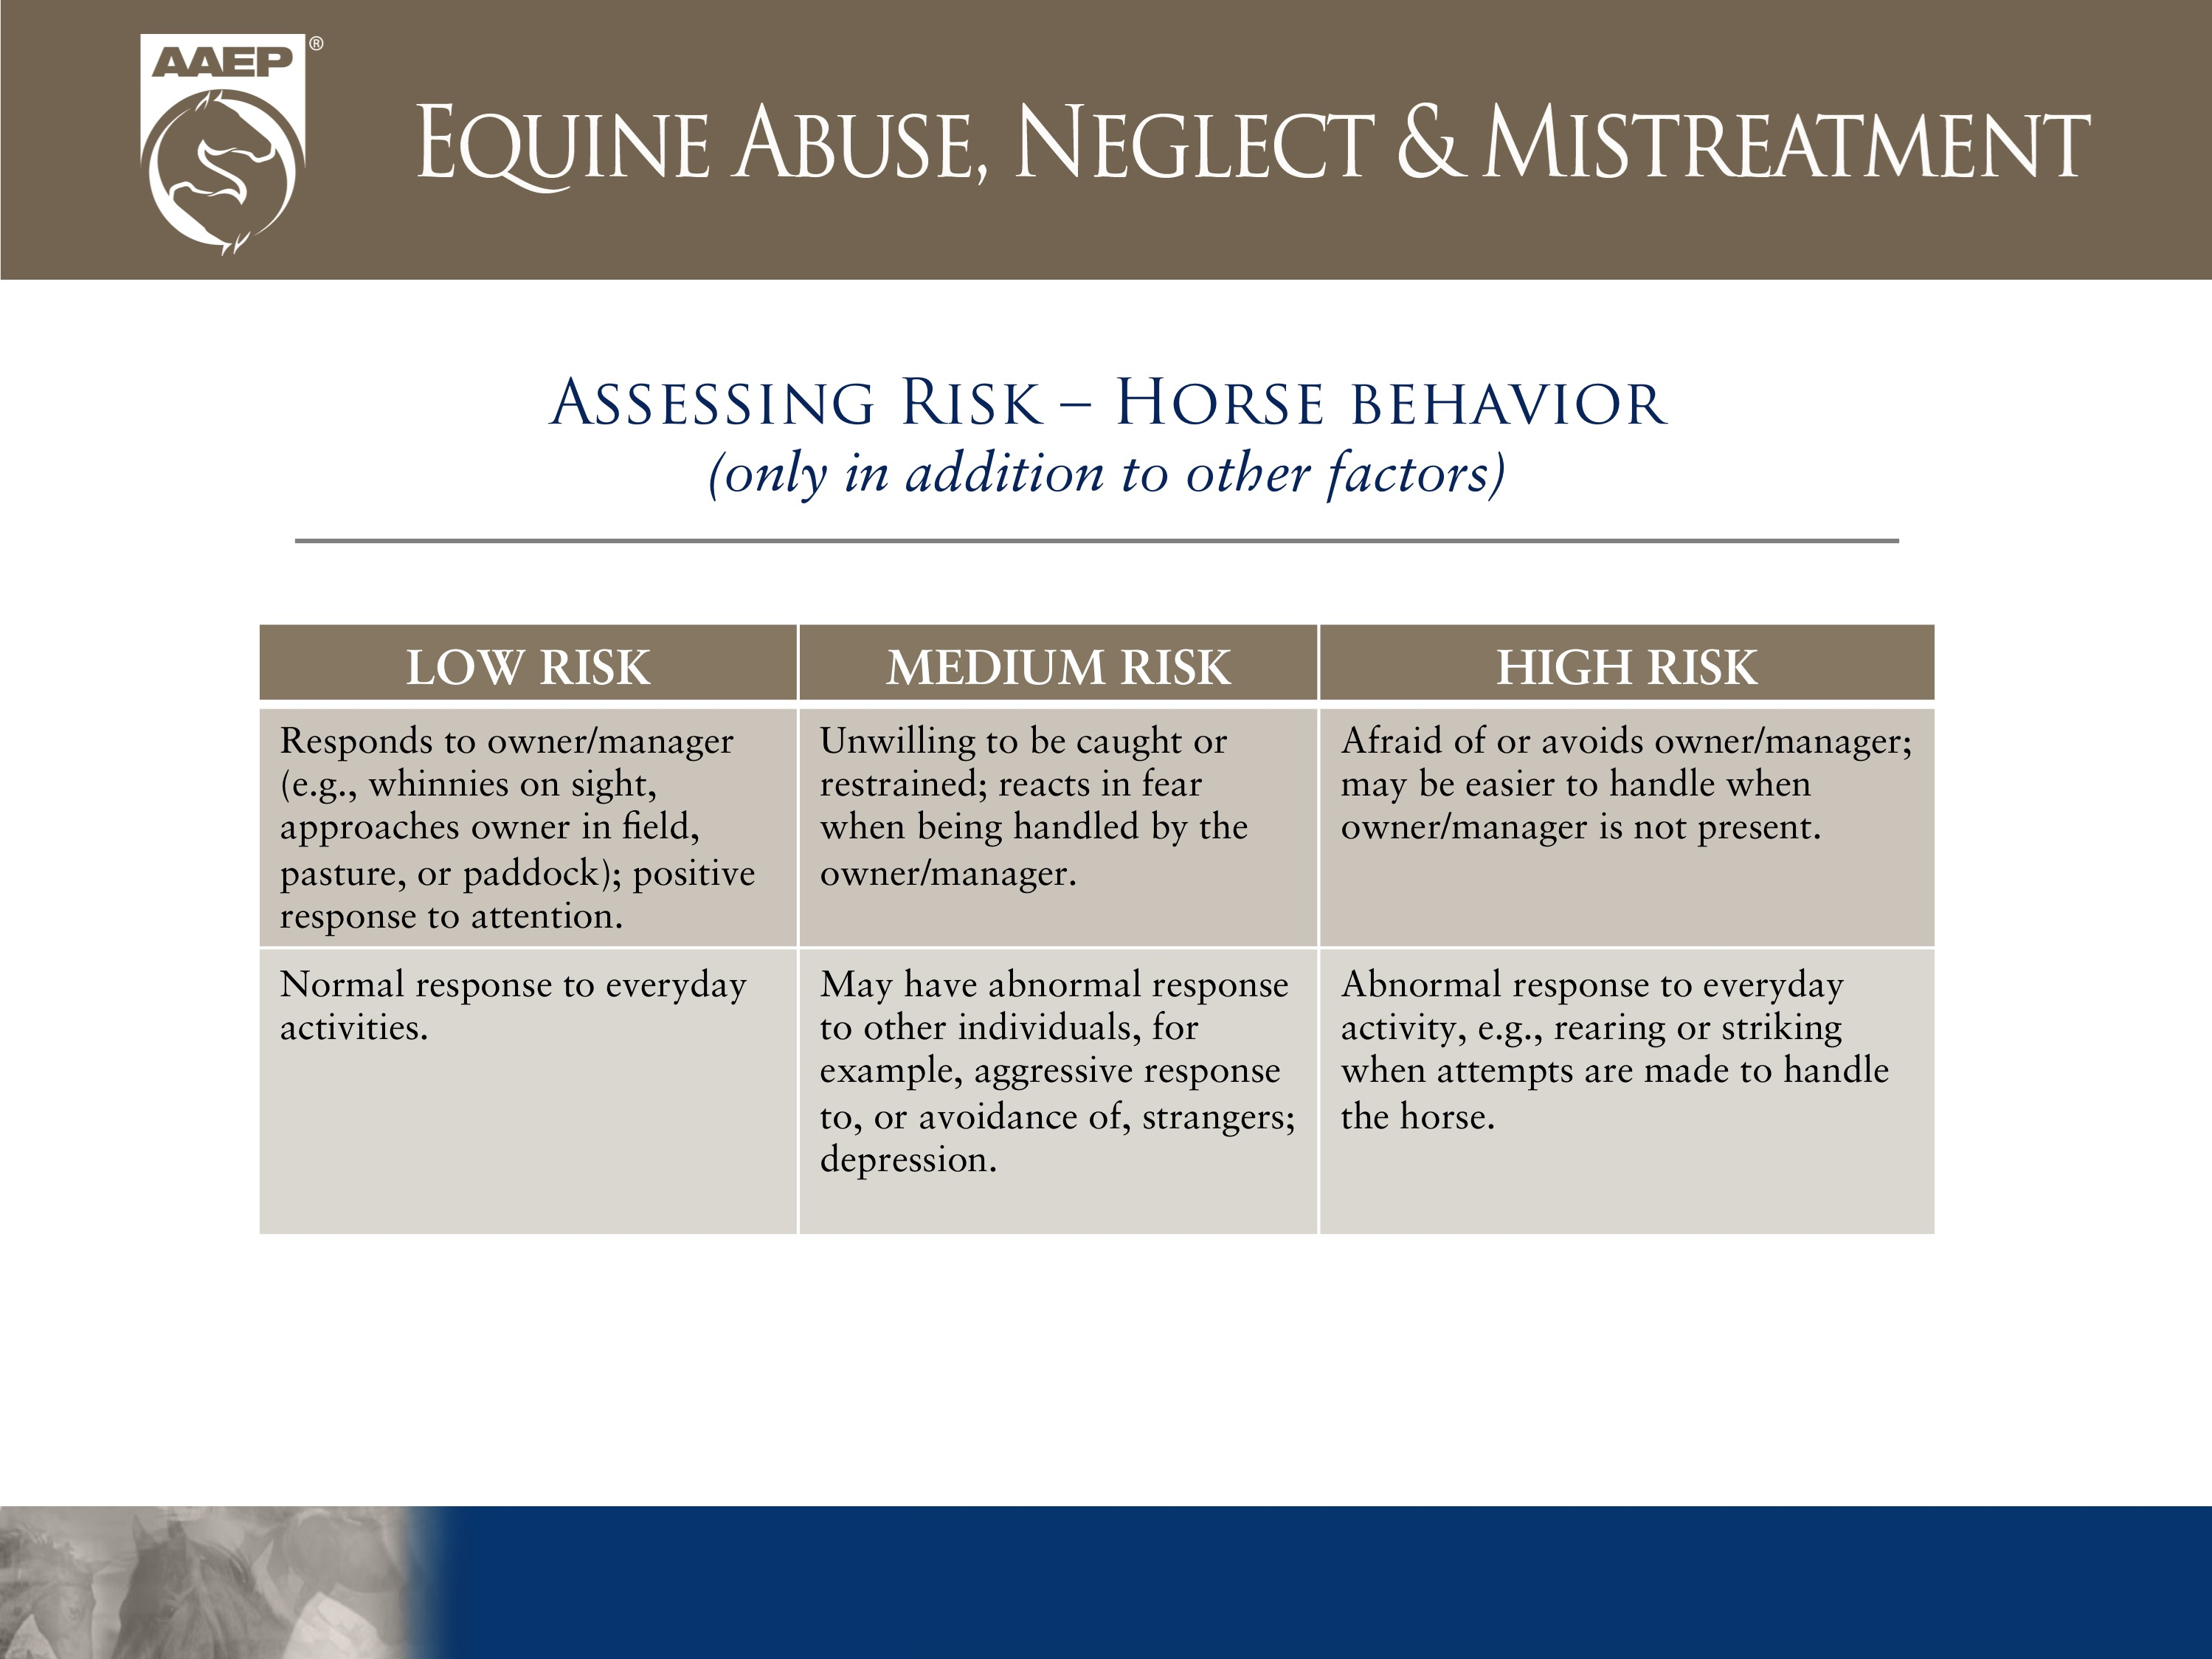 AAEP ®
EQUINE ABUSE, NEGLECT & MISTREATMENT
ASSESSING RISK – HORSE BEHAVIOR
(only in addition to other factors)
LOW RISK
MEDIUM RISK
HIGH RISK
Responds to owner/manager
(e.g., whinnies on sight,
approaches owner in field,
pasture, or paddock); positive
response to attention.
Unwilling to be caught or
restrained; reacts in fear
when being handled by the
owner/manager.
Afraid of or avoids owner/manager;
may be easier to handle when
owner/manager is not present.
Normal response to everyday
activities.
May have abnormal response
to other individuals, for
example, aggressive response
to, or avoidance of, strangers;
depression.
Abnormal response to everyday
activity, e.g., rearing or striking
when attempts are made to handle
the horse.